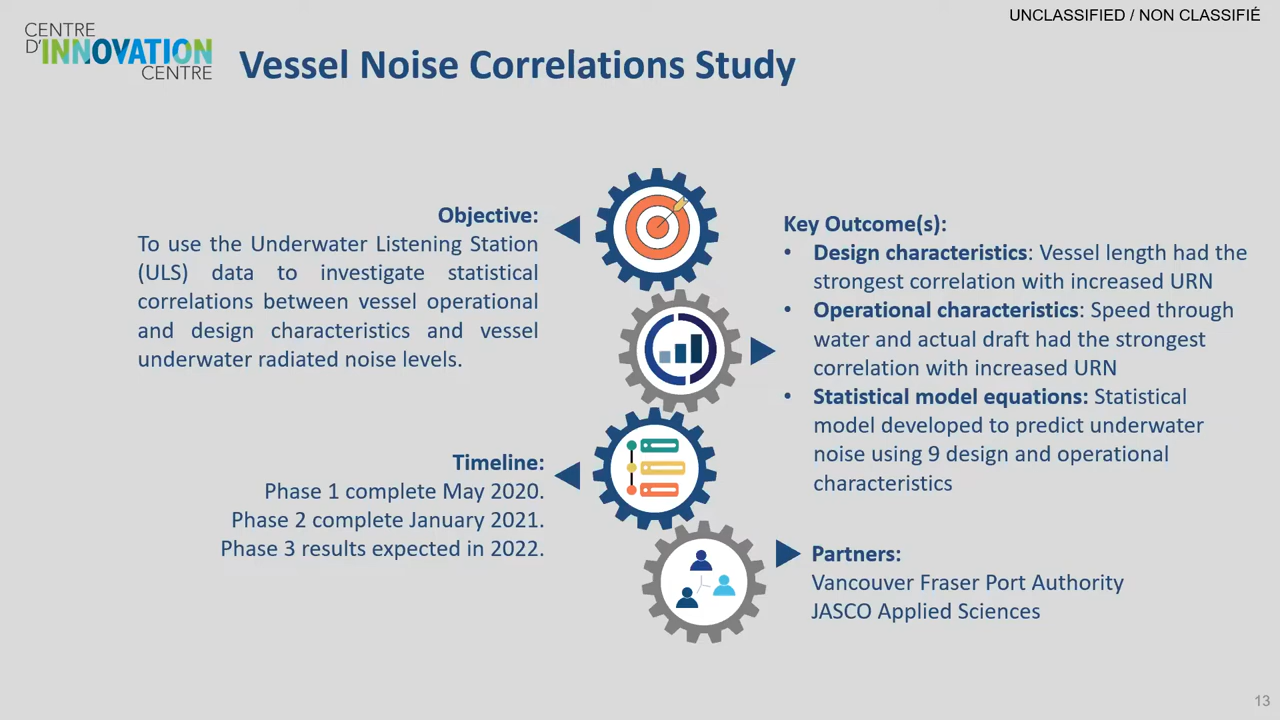 UNCLASSIFIED / NON CLASSIFIÉ
CENTRE
D'INNOVATION
CENTRE
Vessel Noise Correlations Study
Objective:
To use the Underwater Listening Station
(ULS) data to investigate statistical
correlations between vessel operational
and design characteristics and vessel
underwater radiated noise levels.
Key Outcome(s):
• Design characteristics: Vessel length had the
strongest correlation with increased URN
• Operational characteristics: Speed through
water and actual draft had the strongest
correlation with increased URN
• Statistical model equations: Statistical
model developed to predict underwater
noise using 9 design and operational
characteristics
Timeline:
Phase 1 complete May 2020.
Phase 2 complete January 2021.
Phase 3 results expected in 2022.
Partners:
Vancouver Fraser Port Authority
JASCO Applied Sciences
13